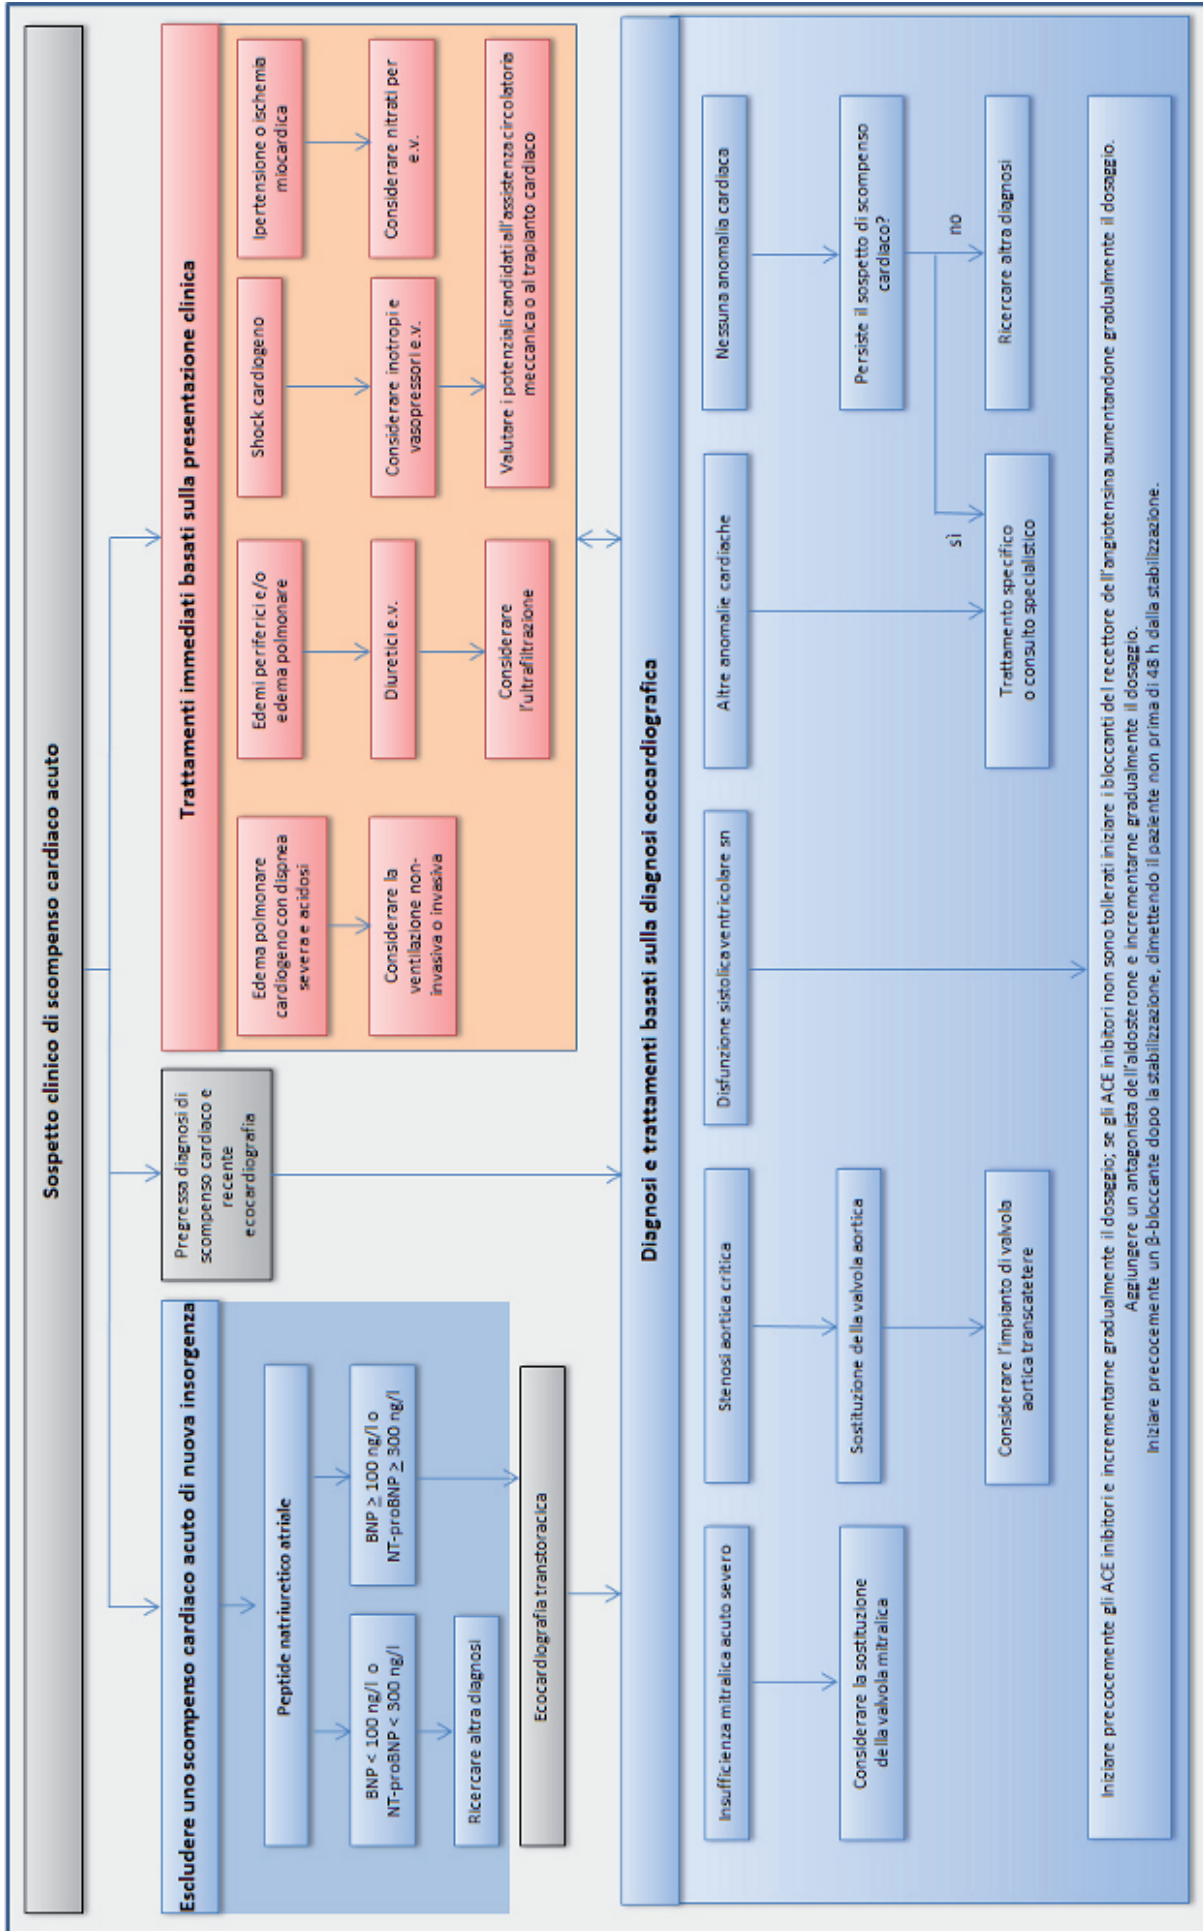 Sospetto clinico di scompenso cardiaco acuto
Escludere uno scompenso cardiaco acuto di nuova insorgenza
Peptide natriuretico atriale
BNP < 100 ng/l o
NT-proBNP < 300 ng/l
Ricercare altra diagnosi
BNP ≥ 100 ng/l o
NT-proBNP ≥ 300 ng/l
Ecocardiografia transtoracica
Pregressa diagnosi di
scompenso cardiaco e
recente
ecocardiografia
Trattamenti immediati basati sulla presentazione clinica
Edema polmonare
cardiogeno con dispnea
severa e acidosi
Considerare la
ventilazione non-
invasiva o invasiva
Edemi periferici e/o
edema polmonare
Diuretici e.v.
Considerare
l'ultrafiltrazione
Shock cardiogeno
Considerare inotropi e
vasopressori e.v.
Ipertensione o ischemia
miocardica
Considerare nitrati per
e.v.
Valutare i potenziali candidati all'assistenza circolatoria
meccanica o al trapianto cardiaco
Diagnosi e trattamenti basati sulla diagnosi ecocardiografica
Insufficienza mitralica acuto severo
Considerare la sostituzione
della valvola mitralica
Stenosi aortica critica
Sostituzione della valvola aortica
Considerare l'impianto di valvola
aortica transcatetere
Disfunzione sistolica ventricolare sn
Altre anomalie cardiache
Trattamento specifico
o consulto specialistico
Nessuna anomalia cardiaca
Persiste il sospetto di scompenso
cardiaco?
sì
no
Ricercare altra diagnosi
Iniziare precocemente gli ACE inibitori e incrementarne gradualmente il dosaggio; se gli ACE inibitori non sono tollerati iniziare i bloccanti del recettore dell'angiotensina aumentandone gradualmente il dosaggio.
Aggiungere un antagonista dell'aldosterone e incrementarne gradualmente il dosaggio.
Iniziare precocemente un β-bloccante dopo la stabilizzazione, dimettendo il paziente non prima di 48 h dalla stabilizzazione.